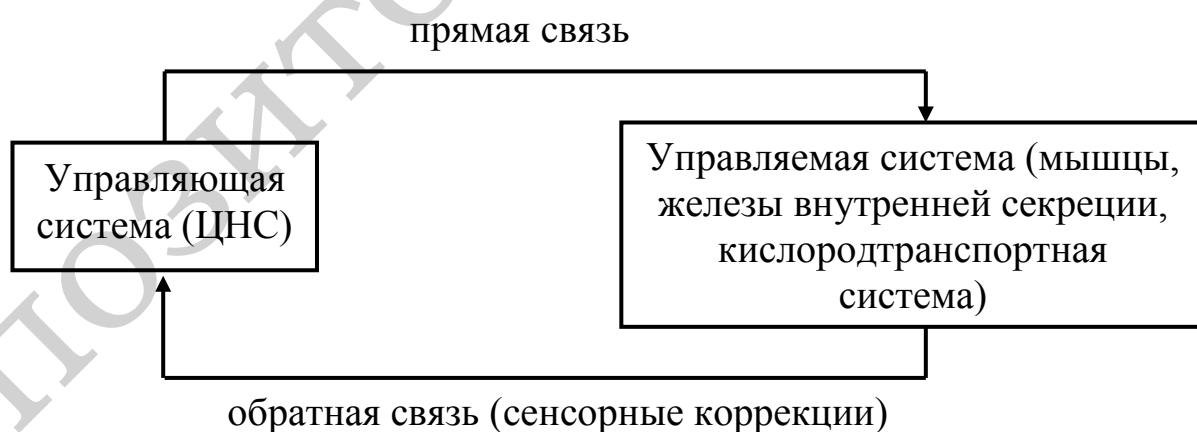 прямая связь
Управляющая
система (ЦНС)
Управляемая система (мышцы,
железы внутренней секреции,
кислородтранспортная
система)
обратная связь (сенсорные коррекции)